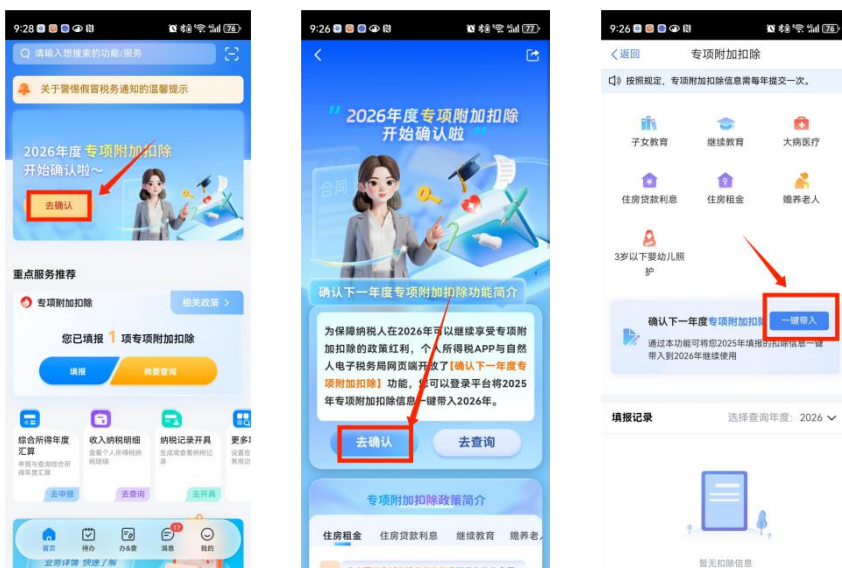 9:28
76
请输入想搜索的功能/服务
关于警惕假冒税务通知的温馨提示
2026年度专项附加扣除
开始确认啦~
去确认
重点服务推荐
专项附加扣除
相关政策 >
您已填报 1 项专项附加扣除
填报
我要查询
综合所得年度
汇算
申报与查询综合所
得年度汇算
去申报
收入纳税明细
查看个人所得税纳
税明细
去查询
纳税记录开具
生成或查看纳税记
录
去开具
更多
设置在
常用功
首页
待办
办&查
消息
17
我的
业务详情 快速了解
9:26
77
2026年度专项附加扣除
开始确认啦
合同
确认下一年度专项附加扣除功能简介
为保障纳税人在2026年可以继续享受专项附
加扣除的政策红利，个人所得税APP与自然
人电子税务局网页端开放了【确认下一年度专
项附加扣除】功能，您可以登录平台将2025
年专项附加扣除信息一键带入2026年。
去确认
去查询
专项附加扣除政策简介
住房租金
住房贷款利息
继续教育
赡养老
9:26
76
返回
专项附加扣除
按照规定，专项附加扣除信息需每年提交一次。
子女教育
继续教育
大病医疗
住房贷款利息
住房租金
赡养老人
3岁以下婴幼儿照
护
确认下一年度专项附加扣
一键带入
通过本功能可将您2025年填报的扣除信息一键
带入到2026年继续使用
填报记录
选择查询年度：2026
暂无扣除信息